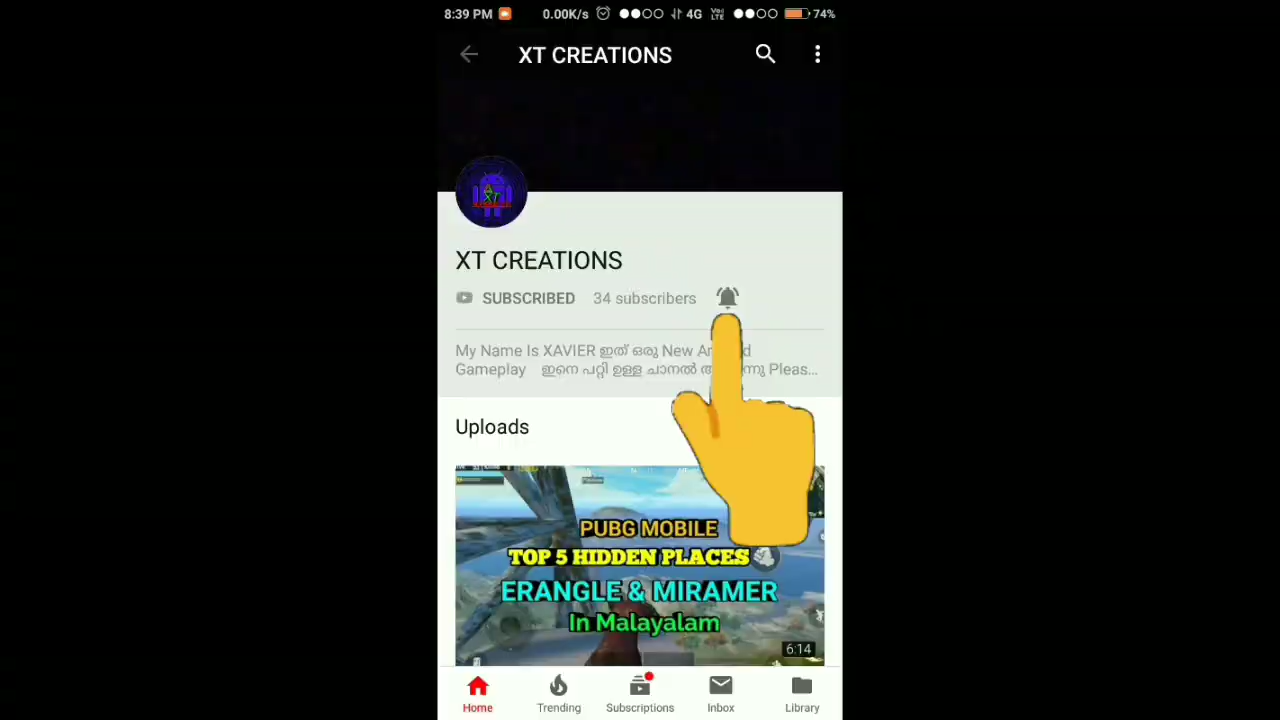 8:39 PM 0.00K/s 4G VoLTE 74%
XT CREATIONS
XT
XT CREATIONS
SUBSCRIBED 34 subscribers
My Name Is XAVIER ഇത് ഒരു New
Gameplay ഇനെ പറ്റി ഉള്ള ചാനൽ Pleas...
Uploads
PUBG MOBILE
TOP 5 HIDDEN PLACES
ERANGLE & MIRAMER
In Malayalam
6:14
Home Trending Subscriptions Inbox Library